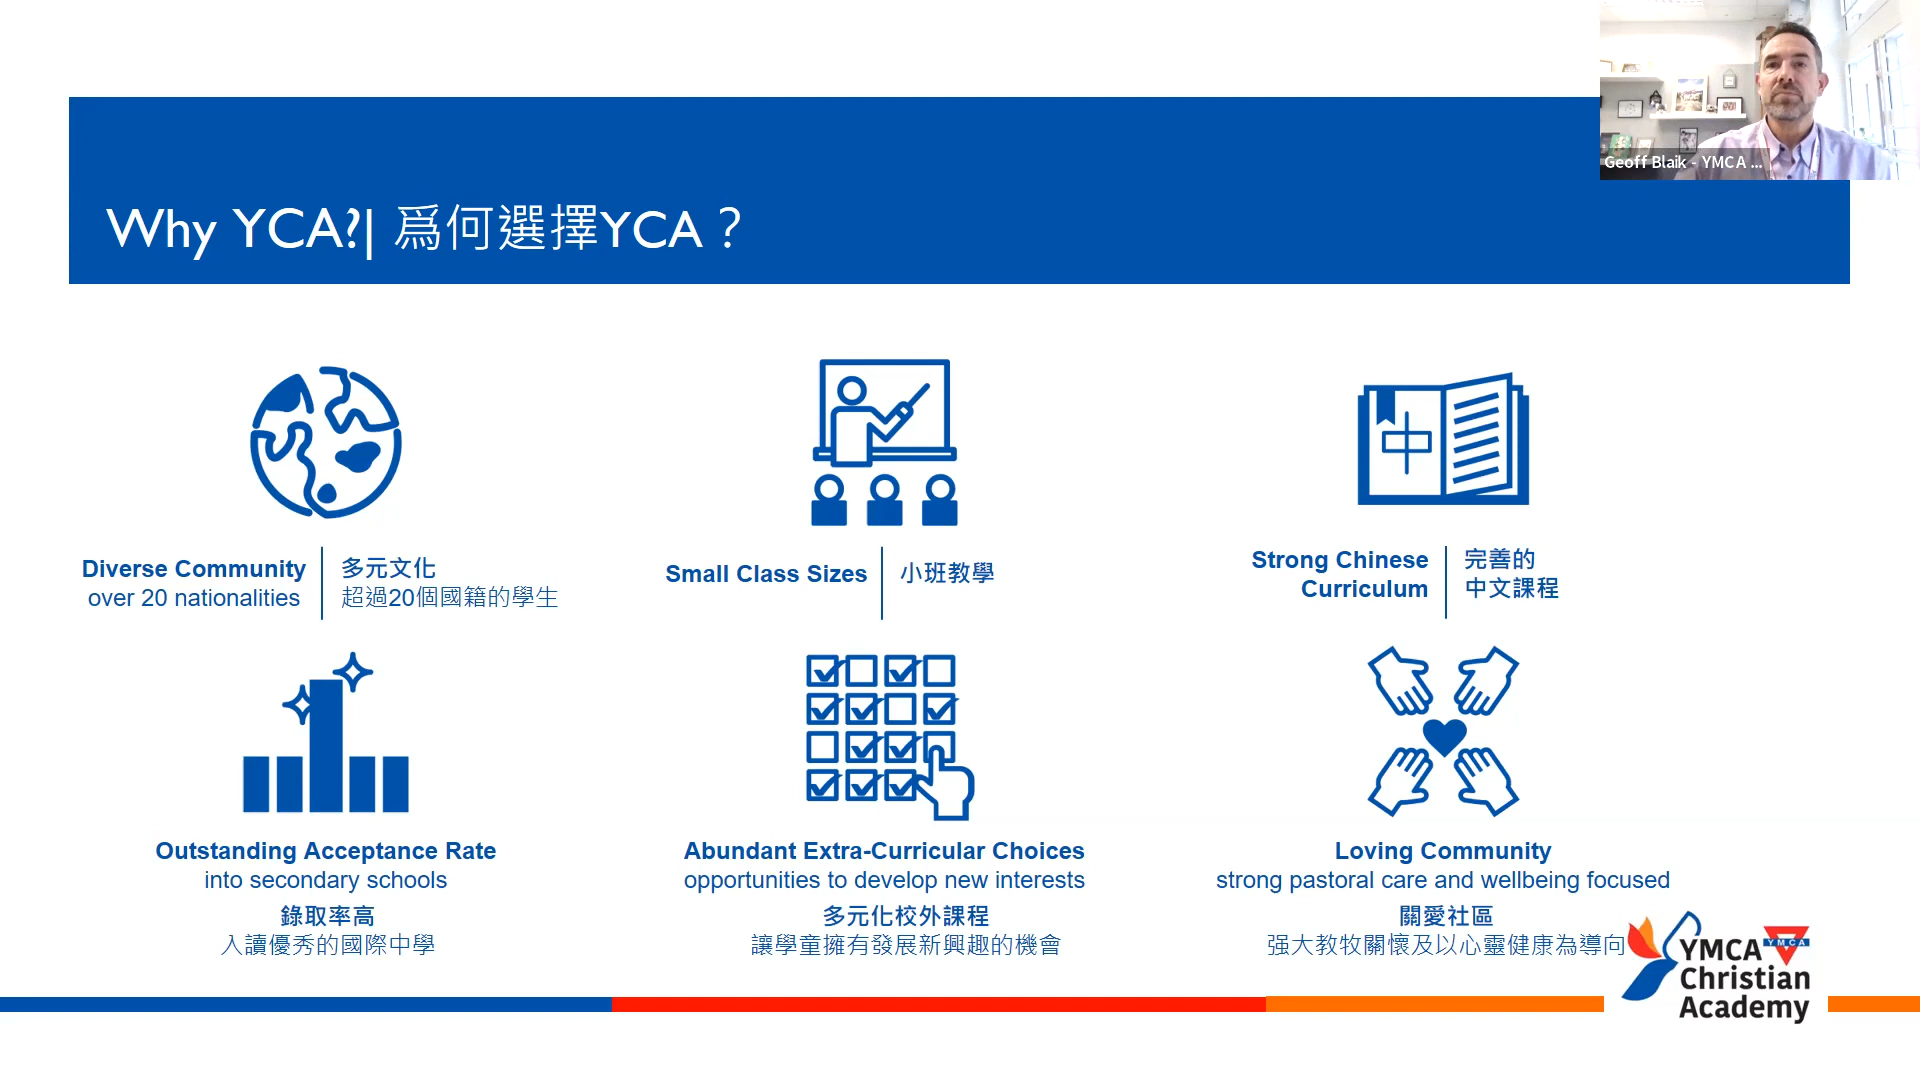 Geoff Blaik - YMCA ...
Why YCA?| 爲何選擇YCA？
中
Diverse Community
over 20 nationalities
多元文化
超過20個國籍的學生
Small Class Sizes
小班教學
Strong Chinese
Curriculum
完善的
中文課程
Outstanding Acceptance Rate
into secondary schools
錄取率高
入讀優秀的國際中學
Abundant Extra-Curricular Choices
opportunities to develop new interests
多元化校外課程
讓學童擁有發展新興趣的機會
Loving Community
strong pastoral care and wellbeing focused
關愛社區
强大教牧關懷及以心靈健康為導向
YMCA
YMCA
Christian
Academy